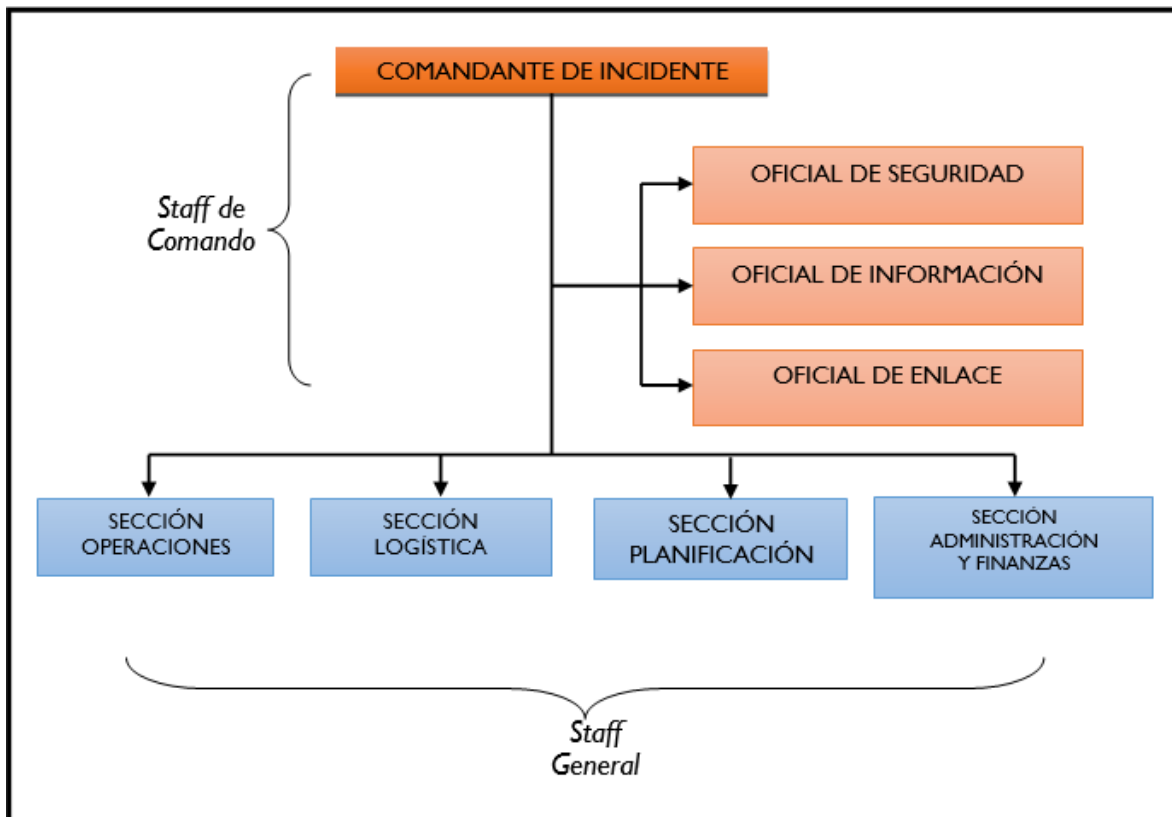 COMANDANTE DE INCIDENTE
OFICIAL DE SEGURIDAD
Staff de
Comando
OFICIAL DE INFORMACIÓN
OFICIAL DE ENLACE
SECCIÓN
OPERACIONES
SECCIÓN
LOGÍSTICA
SECCIÓN
PLANIFICACIÓN
SECCIÓN
ADMINISTRACIÓN
Y FINANZAS
Staff
General